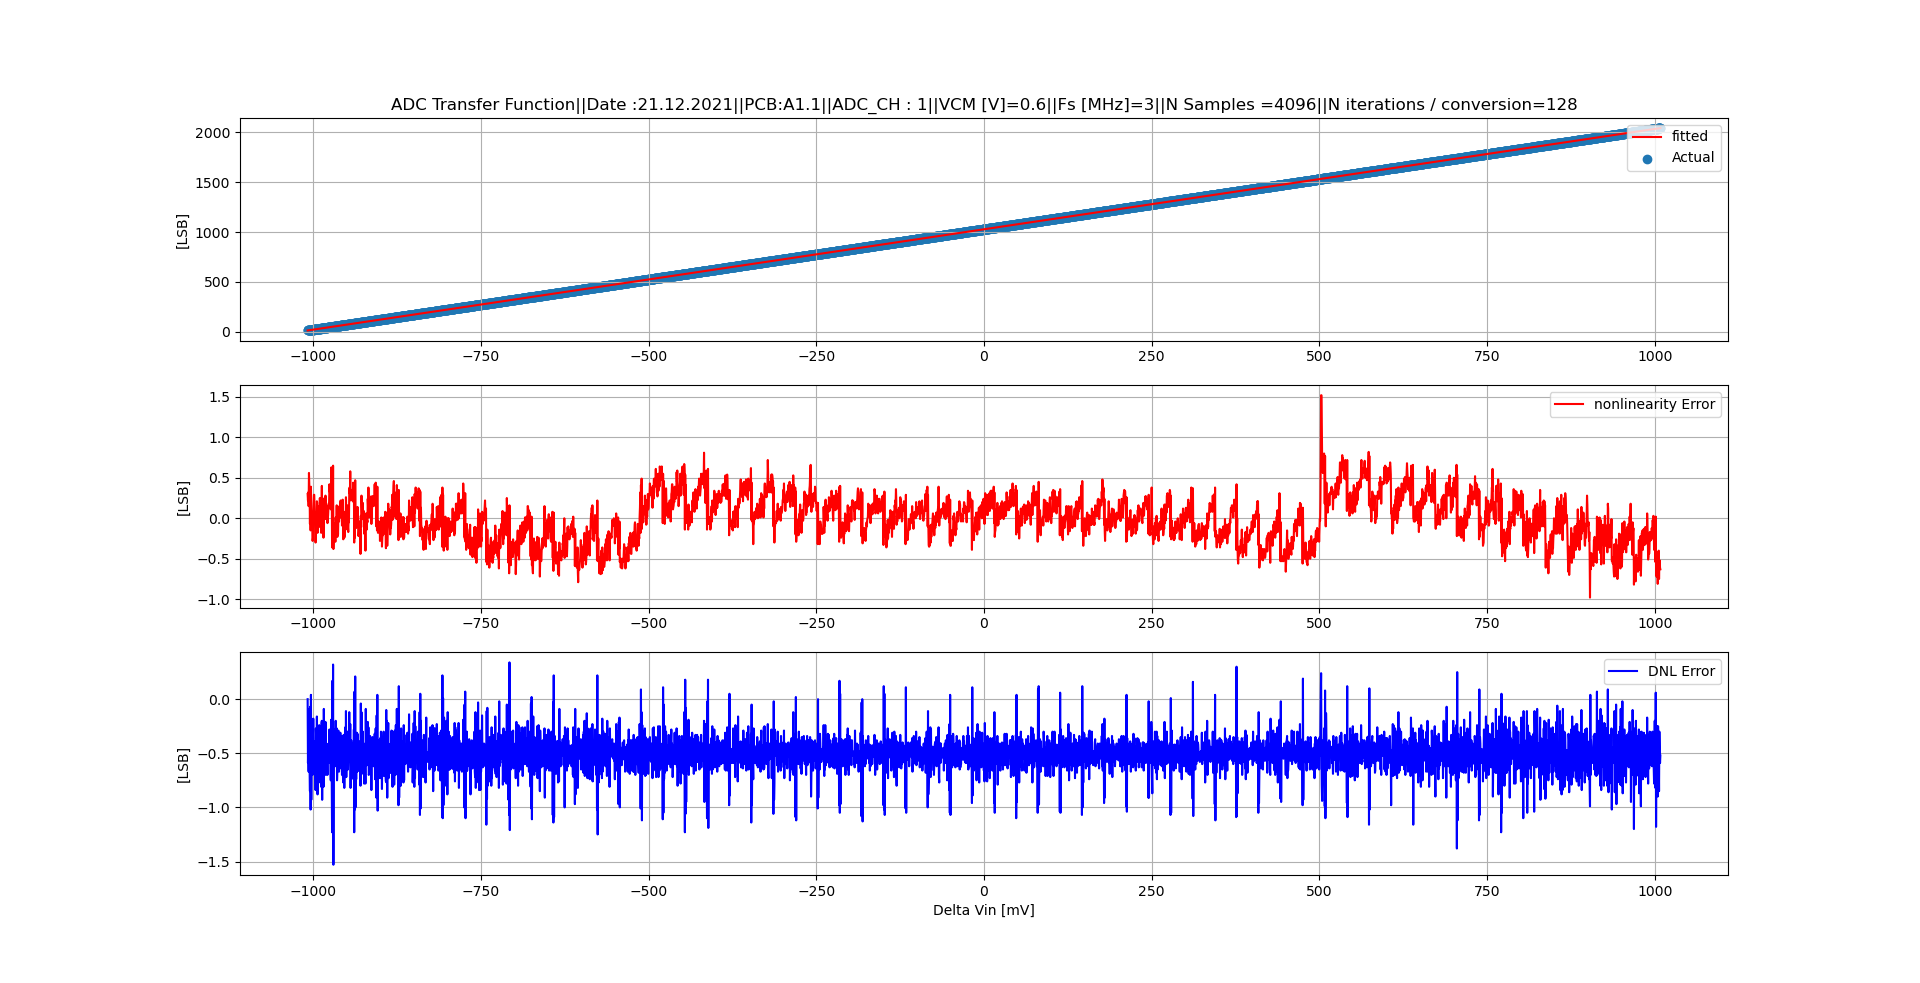 ADC Transfer Function||Date :21.12.2021||PCB:A1.1||ADC_CH : 1||VCM [V]=0.6||Fs [MHz]=3||N Samples =4096||N iterations / conversion=128
2000
1500
1000
500
0
[LSB]
fitted
Actual
−1000 −750 −500 −250 0 250 500 750 1000
1.5
1.0
0.5
0.0
−0.5
−1.0
[LSB]
nonlinearity Error
−1000 −750 −500 −250 0 250 500 750 1000
0.0
−0.5
−1.0
−1.5
[LSB]
DNL Error
−1000 −750 −500 −250 0 250 500 750 1000
Delta Vin [mV]